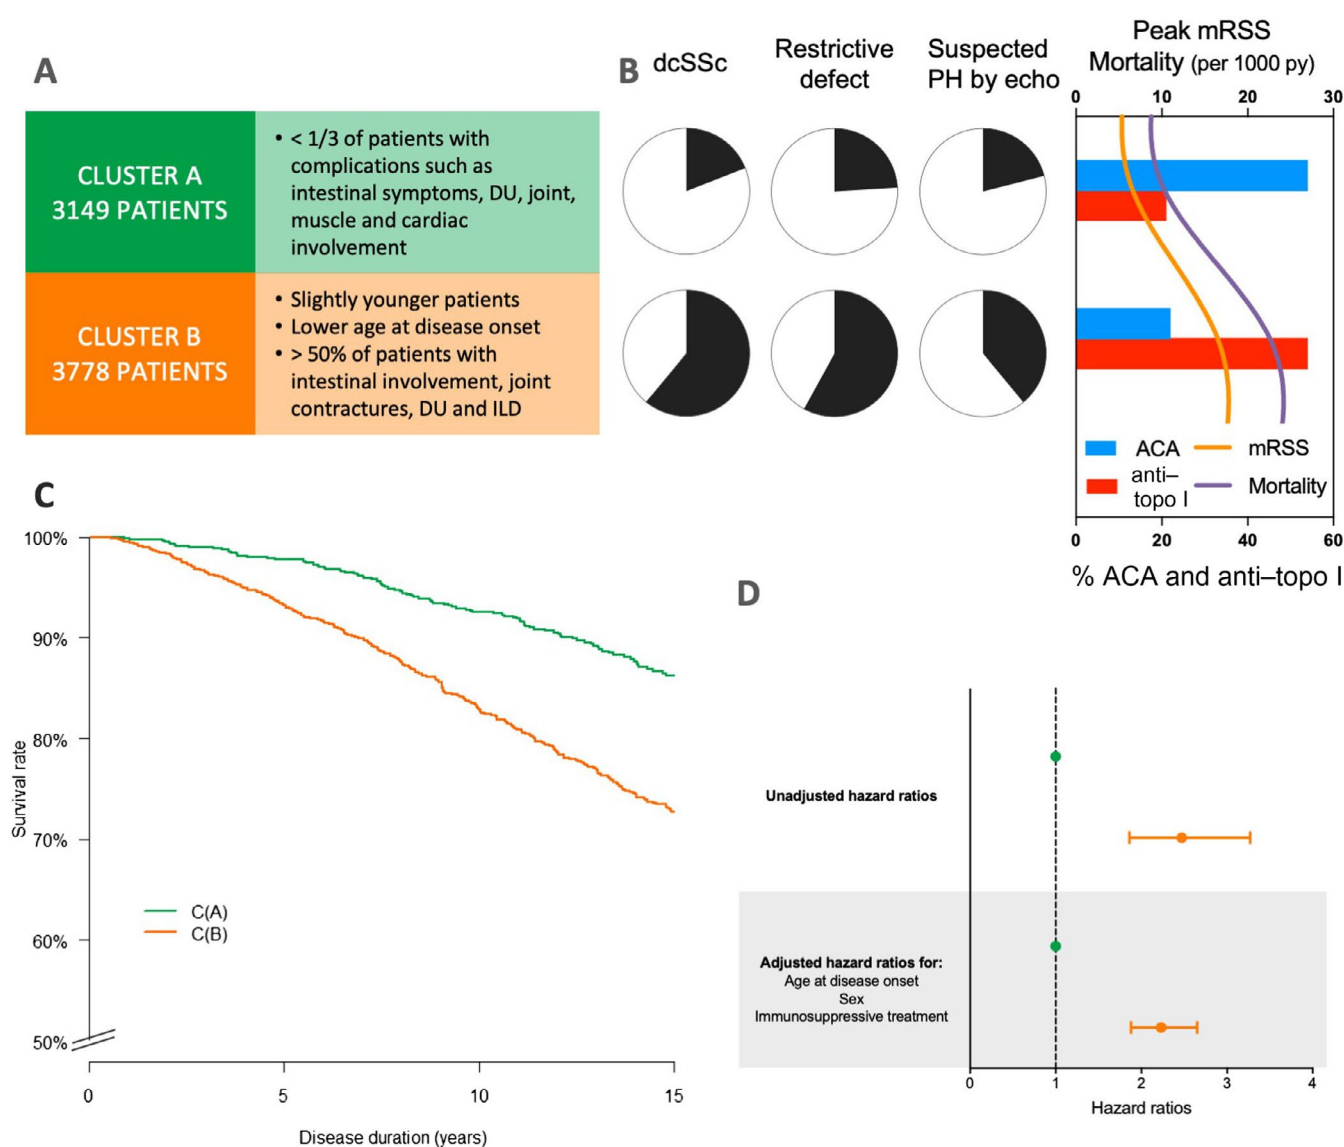 A
CLUSTER A
3149 PATIENTS
• < 1/3 of patients with
complications such as
intestinal symptoms, DU, joint,
muscle and cardiac
involvement
CLUSTER B
3778 PATIENTS
• Slightly younger patients
• Lower age at disease onset
• > 50% of patients with
intestinal involvement, joint
contractures, DU and ILD
B
dcSSc
Restrictive
defect
Suspected
PH by echo
Peak mRSS
Mortality (per 1000 py)
0 10 20 30
ACA
mRSS
anti–
topo I
Mortality
0 20 40 60
% ACA and anti–topo I
C
100%
90%
80%
70%
60%
50%
Survival rate
C(A)
C(B)
0 5 10 15
Disease duration (years)
D
Unadjusted hazard ratios
Adjusted hazard ratios for:
Age at disease onset
Sex
Immunosuppressive treatment
0 1 2 3 4
Hazard ratios